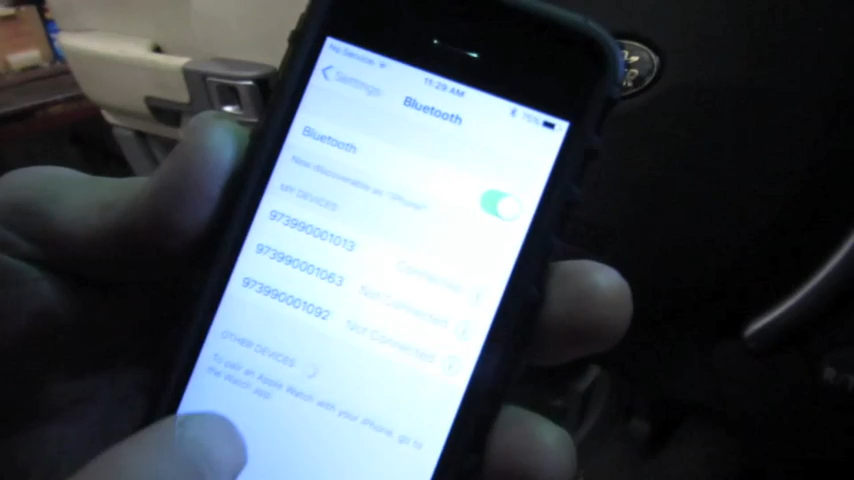 No Service
11:29 AM
75%
Settings
Bluetooth
Bluetooth
Now discoverable as "iPhone".
MY DEVICES
973990001013 Connected
973990001063 Not Connected
973990001092 Not Connected
OTHER DEVICES
To pair an Apple Watch with your iPhone, go to
the Watch app.